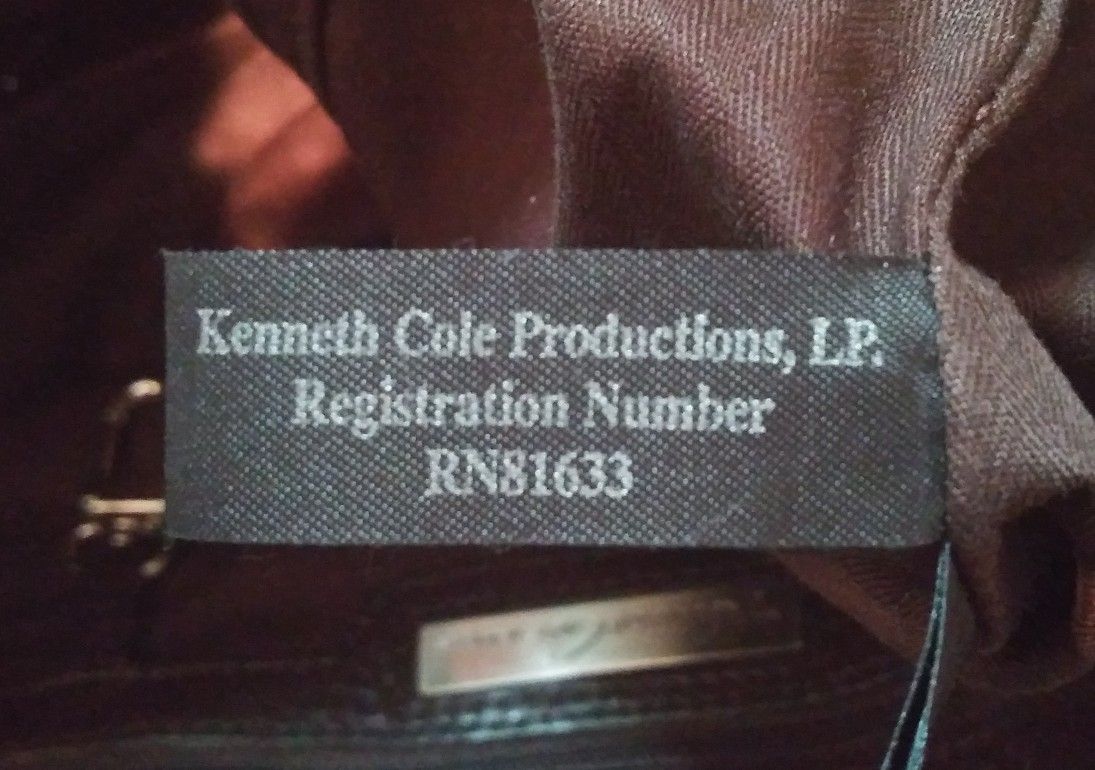 Kenneth Cole Productions, LP.
Registration Number
RN81633